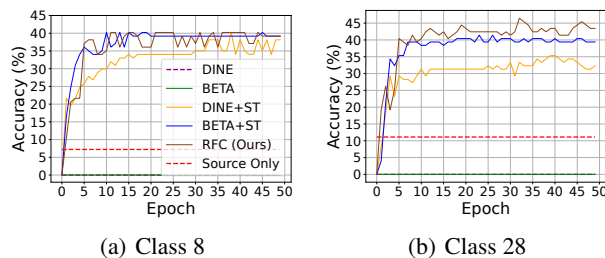 45
40
35
30
25
20
15
10
5
0
Accuracy (%)
0 5 10 15 20 25 30 35 40 45 50
Epoch
DINE
BETA
DINE+ST
BETA+ST
RFC (Ours)
Source Only
(a) Class 8
45
40
35
30
25
20
15
10
5
0
Accuracy (%)
0 5 10 15 20 25 30 35 40 45 50
Epoch
(b) Class 28